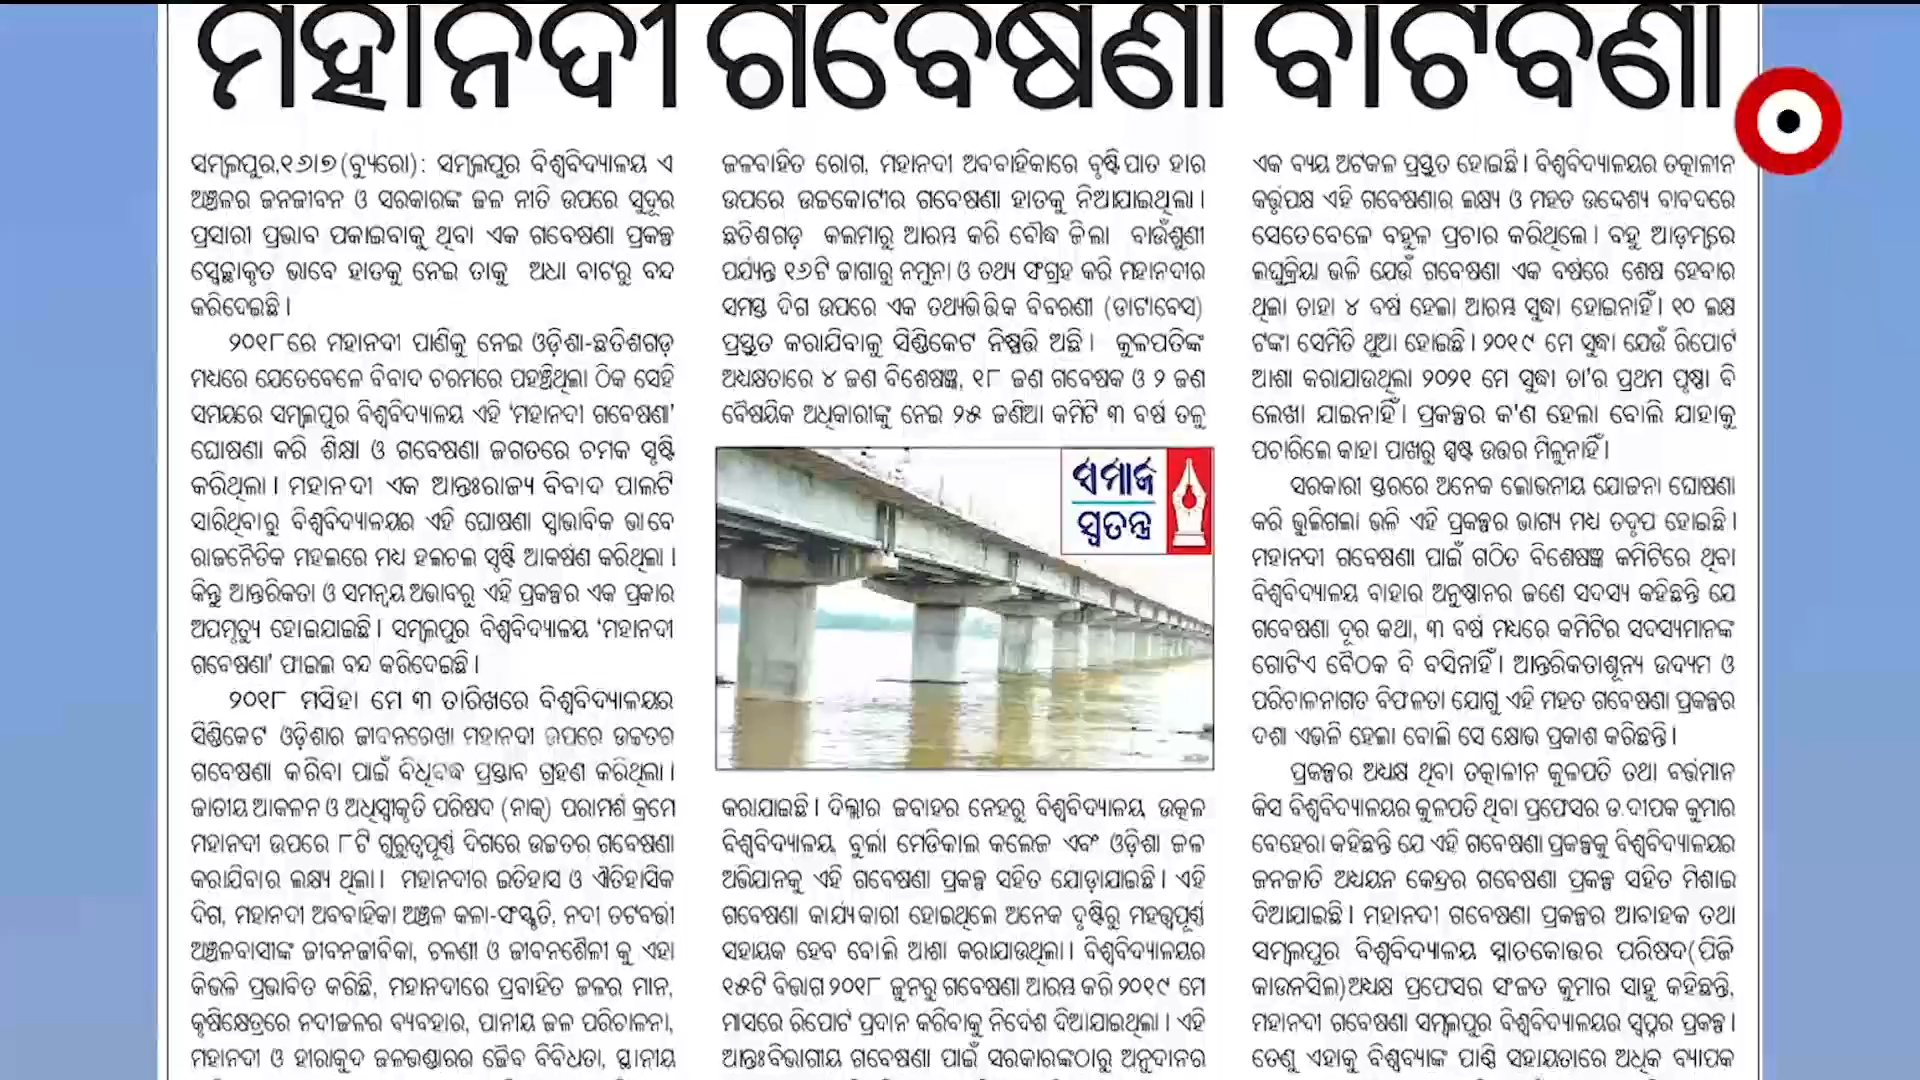 ମହାନଦୀ ଗବେଷଣା ବାଟବଣା
ସମ୍ବଲପୁର,୧୬।୭(ବ୍ୟୁରୋ): ସମ୍ବଲପୁର ବିଶ୍ୱବିଦ୍ୟାଳୟ ଏ
ଅଞ୍ଚଳର ଜନଜୀବନ ଓ ସରକାରଙ୍କ ଜଳ ନୀତି ଉପରେ ସୁଦୂର
ପ୍ରସାରୀ ପ୍ରଭାବ ପକାଇବାକୁ ଥିବା ଏକ ଗବେଷଣା ପ୍ରକଳ୍ପ
ସ୍ୱେଚ୍ଛାକୃତ ଭାବେ ହାତକୁ ନେଇ ତାକୁ ଅଧା ବାଟରୁ ବନ୍ଦ
କରିଦେଇଛି।
୨୦୧୮ରେ ମହାନଦୀ ପାଣିକୁ ନେଇ ଓଡ଼ିଶା-ଛତିଶଗଡ଼
ମଧ୍ୟରେ ଯେତେବେଳେ ବିବାଦ ଚରମରେ ପହଞ୍ଚିଥିଲା ଠିକ ସେହି
ସମୟରେ ସମ୍ବଲପୁର ବିଶ୍ୱବିଦ୍ୟାଳୟ ଏହି ‘ମହାନଦୀ ଗବେଷଣା’
ଘୋଷଣା କରି ଶିକ୍ଷା ଓ ଗବେଷଣା ଜଗତରେ ଚମକ ସୃଷ୍ଟି
କରିଥିଲା। ମହାନଦୀ ଏକ ଆନ୍ତଃରାଜ୍ୟ ବିବାଦ ପାଲଟି
ସାରିଥିବାରୁ ବିଶ୍ୱବିଦ୍ୟାଳୟର ଏହି ଘୋଷଣା ସ୍ୱାଭାବିକ ଭାବେ
ରାଜନୈତିକ ମହଲରେ ମଧ୍ୟ ହଲଚଲ ସୃଷ୍ଟି ଆକର୍ଷଣ କରିଥିଲା।
କିନ୍ତୁ ଆନ୍ତରିକତା ଓ ସମନ୍ୱୟ ଅଭାବରୁ ଏହି ପ୍ରକଳ୍ପର ଏକ ପ୍ରକାର
ଅପମୃତ୍ୟୁ ହୋଇଯାଇଛି। ସମ୍ବଲପୁର ବିଶ୍ୱବିଦ୍ୟାଳୟ ‘ମହାନଦୀ
ଗବେଷଣା’ ଫାଇଲ ବନ୍ଦ କରିଦେଇଛି।
୨୦୧୮ ମସିହା ମେ ୩ ତାରିଖରେ ବିଶ୍ୱବିଦ୍ୟାଳୟର
ସିଣ୍ଡିକେଟ ଓଡ଼ିଶାର ଜୀବନରେଖା ମହାନଦୀ ଉପରେ ଉଚ୍ଚତର
ଗବେଷଣା କରିବା ପାଇଁ ବିଧିବଦ୍ଧ ପ୍ରସ୍ତାବ ଗ୍ରହଣ କରିଥିଲା।
ଜାତୀୟ ଆକଳନ ଓ ଅଧିସ୍ୱୀକୃତି ପରିଷଦ (ନାକ୍) ପରାମର୍ଶ କ୍ରମେ
ମହାନଦୀ ଉପରେ ୮ଟି ଗୁରୁତ୍ୱପୂର୍ଣ୍ଣ ଦିଗରେ ଉଚ୍ଚତର ଗବେଷଣା
କରାଯିବାର ଲକ୍ଷ୍ୟ ଥିଲା। ମହାନଦୀର ଇତିହାସ ଓ ଐତିହାସିକ
ଦିଗ, ମହାନଦୀ ଅବବାହିକା ଅଞ୍ଚଳ କଳା-ସଂସ୍କୃତି, ନଦୀ ତଟବର୍ତ୍ତୀ
ଅଞ୍ଚଳବାସୀଙ୍କ ଜୀବନଜୀବିକା, ଚଳଣୀ ଓ ଜୀବନଶୈଳୀ କୁ ଏହା
କିଭଳି ପ୍ରଭାବିତ କରିଛି, ମହାନଦୀରେ ପ୍ରବାହିତ ଜଳର ମାନ,
କୃଷିକ୍ଷେତ୍ରରେ ନଦୀଜଳର ବ୍ୟବହାର, ପାନୀୟ ଜଳ ପରିଚାଳନା,
ମହାନଦୀ ଓ ହୀରାକୁଦ ଜଳଭଣ୍ଡାରର ଜୈବ ବିବିଧତା, ସ୍ଥାନୀୟ
ଜଳବାହିତ ରୋଗ, ମହାନଦୀ ଅବବାହିକାରେ ବୃଷ୍ଟିପାତ ହାର
ଉପରେ ଉଚ୍ଚକୋଟୀର ଗବେଷଣା ହାତକୁ ନିଆଯାଇଥିଲା।
ଛତିଶଗଡ଼ କଲମାରୁ ଆରମ୍ଭ କରି ବୌଦ୍ଧ ଜିଲା ବାଉଁଶୁଣୀ
ପର୍ଯ୍ୟନ୍ତ ୧୬ଟି ଜାଗାରୁ ନମୁନା ଓ ତଥ୍ୟ ସଂଗ୍ରହ କରି ମହାନଦୀର
ସମସ୍ତ ଦିଗ ଉପରେ ଏକ ତଥ୍ୟଭିତ୍ତିକ ବିବରଣୀ (ଡାଟାବେସ)
ପ୍ରସ୍ତୁତ କରାଯିବାକୁ ସିଣ୍ଡିକେଟ ନିଷ୍ପତ୍ତି ଅଛି। କୁଳପତିଙ୍କ
ଅଧ୍ୟକ୍ଷତାରେ ୪ ଜଣ ବିଶେଷଜ୍ଞ, ୧୮ ଜଣ ଗବେଷକ ଓ ୨ ଜଣ
ବୈଷୟିକ ଅଧିକାରୀଙ୍କୁ ନେଇ ୨୫ ଜଣିଆ କମିଟି ୩ ବର୍ଷ ତଳୁ
ସମାଜ
ସ୍ୱତନ୍ତ୍ର
କରାଯାଇଛି। ଦିଲ୍ଲୀର ଜବାହର ନେହରୁ ବିଶ୍ୱବିଦ୍ୟାଳୟ, ଉତ୍କଳ
ବିଶ୍ୱବିଦ୍ୟାଳୟ, ବୁର୍ଲା ମେଡିକାଲ କଲେଜ ଏବଂ ଓଡ଼ିଶା ଜଳ
ଅଭିଯାନକୁ ଏହି ଗବେଷଣା ପ୍ରକଳ୍ପ ସହିତ ଯୋଡ଼ାଯାଇଛି। ଏହି
ଗବେଷଣା କାର୍ଯ୍ୟକାରୀ ହୋଇଥିଲେ ଅନେକ ଦୃଷ୍ଟିରୁ ମହତ୍ତ୍ୱପୂର୍ଣ୍ଣ
ସହାୟକ ହେବ ବୋଲି ଆଶା କରାଯାଉଥିଲା। ବିଶ୍ୱବିଦ୍ୟାଳୟର
୧୫ଟି ବିଭାଗ ୨୦୧୮ ଜୁନରୁ ଗବେଷଣା ଆରମ୍ଭ କରି ୨୦୧୯ ମେ
ମାସରେ ରିପୋର୍ଟ ପ୍ରଦାନ କରିବାକୁ ନିର୍ଦେଶ ଦିଆଯାଇଥିଲା। ଏହି
ଆନ୍ତଃବିଭାଗୀୟ ଗବେଷଣା ପାଇଁ ସରକାରଙ୍କଠାରୁ ଅନୁଦାନର
ଏକ ବ୍ୟୟ ଅଟକଳ ପ୍ରସ୍ତୁତ ହୋଇଛି। ବିଶ୍ୱବିଦ୍ୟାଳୟର ତତ୍କାଳୀନ
କର୍ତ୍ତୃପକ୍ଷ ଏହି ଗବେଷଣାର ଲକ୍ଷ୍ୟ ଓ ମହତ ଉଦ୍ଦେଶ୍ୟ ବାବଦରେ
ସେତେବେଳେ ବହୁଳ ପ୍ରଚାର କରିଥିଲେ। ବହୁ ଆଡ଼ମ୍ବରେ
ଲଘୁକ୍ରିୟା ଭଳି ଯେଉଁ ଗବେଷଣା ଏକ ବର୍ଷରେ ଶେଷ ହେବାର
ଥିଲା ତାହା ୪ ବର୍ଷ ହେଲା ଆରମ୍ଭ ସୁଦ୍ଧା ହୋଇନାହିଁ। ୧୦ ଲକ୍ଷ
ଟଙ୍କା ସେମିତି ଥୁଆ ହୋଇଛି। ୨୦୧୯ ମେ ସୁଦ୍ଧା ଯେଉଁ ରିପୋର୍ଟ
ଆଶା କରାଯାଉଥିଲା ୨୦୨୧ ମେ ସୁଦ୍ଧା ତା’ର ପ୍ରଥମ ପୃଷ୍ଠା ବି
ଲେଖା ଯାଇନାହିଁ। ପ୍ରକଳ୍ପର କ’ଣ ହେଲା ବୋଲି ଯାହାକୁ
ପଚାରିଲେ କାହା ପାଖରୁ ସ୍ପଷ୍ଟ ଉତ୍ତର ମିଳୁନାହିଁ।
ସରକାରୀ ସ୍ତରରେ ଅନେକ ଲୋଭନୀୟ ଯୋଜନା ଘୋଷଣା
କରି ଭୁଲିଗଲା ଭଳି ଏହି ପ୍ରକଳ୍ପର ଭାଗ୍ୟ ମଧ୍ୟ ତଦୃପ ହୋଇଛି।
ମହାନଦୀ ଗବେଷଣା ପାଇଁ ଗଠିତ ବିଶେଷଜ୍ଞ କମିଟିରେ ଥିବା
ବିଶ୍ୱବିଦ୍ୟାଳୟ ବାହାର ଅନୁଷ୍ଠାନର ଜଣେ ସଦସ୍ୟ କହିଛନ୍ତି ଯେ
ଗବେଷଣା ଦୂର କଥା, ୩ ବର୍ଷ ମଧ୍ୟରେ କମିଟିର ସଦସ୍ୟମାନଙ୍କ
ଗୋଟିଏ ବୈଠକ ବି ବସିନାହିଁ। ଆନ୍ତରିକତାଶୂନ୍ୟ ଉଦ୍ୟମ ଓ
ପରିଚାଳନାଗତ ବିଫଳତା ଯୋଗୁ ଏହି ମହତ ଗବେଷଣା ପ୍ରକଳ୍ପର
ଦଶା ଏଭଳି ହେଲା ବୋଲି ସେ କ୍ଷୋଭ ପ୍ରକାଶ କରିଛନ୍ତି।
ପ୍ରକଳ୍ପର ଅଧ୍ୟକ୍ଷ ଥିବା ତତ୍କାଳୀନ କୁଳପତି ତଥା ବର୍ତ୍ତମାନ
କିସ ବିଶ୍ୱବିଦ୍ୟାଳୟର କୁଳପତି ଥିବା ପ୍ରଫେସର ଡ.ଦୀପକ କୁମାର
ବେହେରା କହିଛନ୍ତି ଯେ ଏହି ଗବେଷଣା ପ୍ରକଳ୍ପକୁ ବିଶ୍ୱବିଦ୍ୟାଳୟର
ଜନଜାତି ଅଧ୍ୟୟନ କେନ୍ଦ୍ରର ଗବେଷଣା ପ୍ରକଳ୍ପ ସହିତ ମିଶାଇ
ଦିଆଯାଇଛି। ମହାନଦୀ ଗବେଷଣା ପ୍ରକଳ୍ପର ଆବାହକ ତଥା
ସମ୍ବଲପୁର ବିଶ୍ୱବିଦ୍ୟାଳୟ ସ୍ନାତକୋତ୍ତର ପରିଷଦ(ପିଜି
କାଉନସିଲ)ଅଧ୍ୟକ୍ଷ ପ୍ରଫେସର ସଂଜିତ କୁମାର ସାହୁ କହିଛନ୍ତି,
ମହାନଦୀ ଗବେଷଣା ସମ୍ବଲପୁର ବିଶ୍ୱବିଦ୍ୟାଳୟର ସ୍ୱପ୍ନର ପ୍ରକଳ୍ପ।
ତେଣୁ ଏହାକୁ ବିଶ୍ୱବ୍ୟାଙ୍କ ପାଣ୍ଠି ସହାୟତାରେ ଅଧିକ ବ୍ୟାପକ